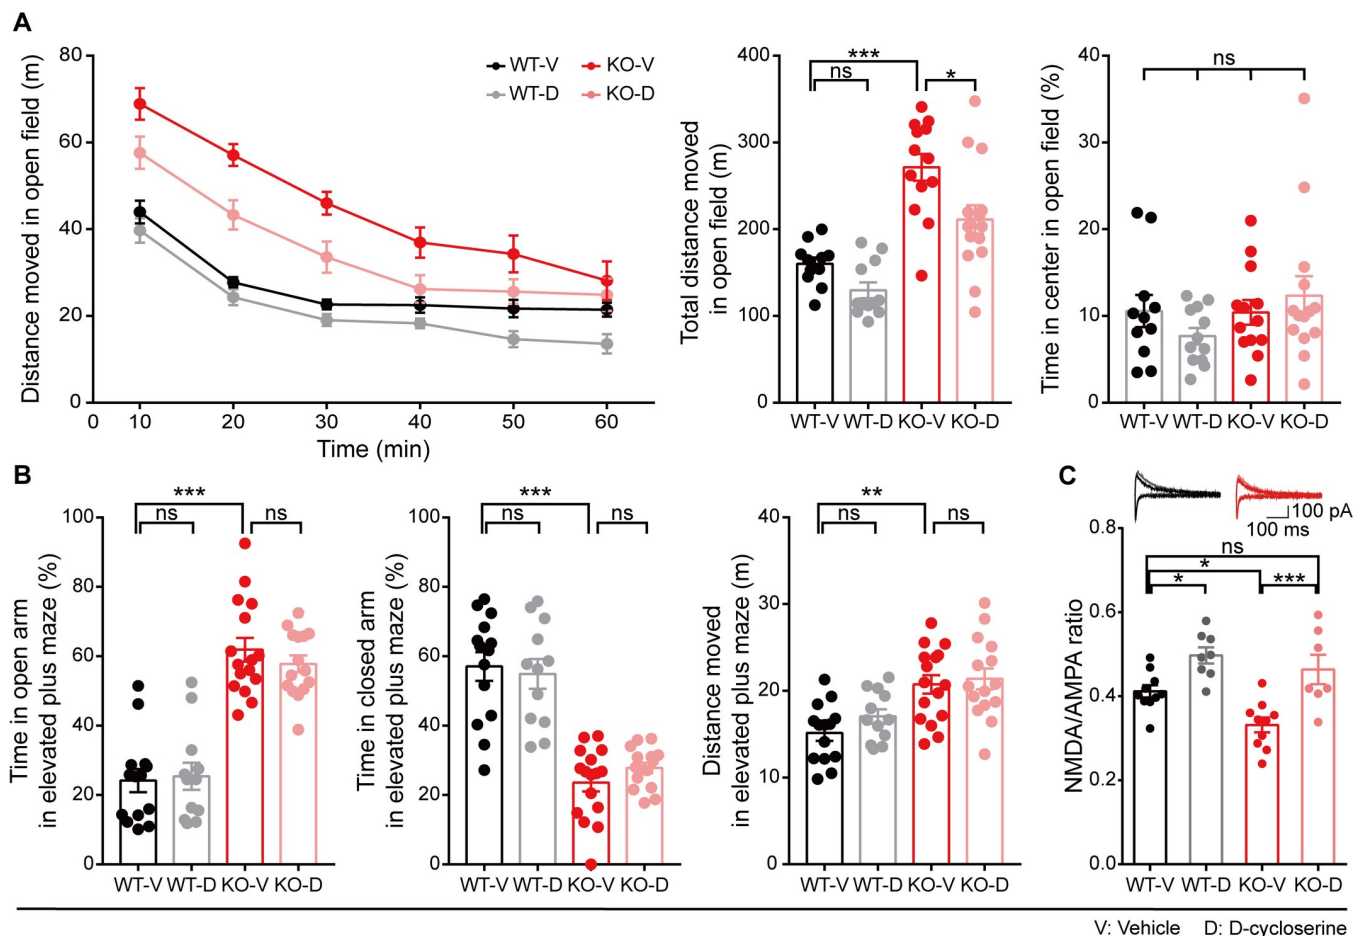 A
Distance moved in open field (m)
80
60
40
20
0
0
10
20
30
40
50
60
Time (min)
WT-V
KO-V
WT-D
KO-D
Total distance moved
in open field (m)
400
300
200
100
0
***
ns
*
WT-V
WT-D
KO-V
KO-D
Time in center in open field (%)
40
30
20
10
0
ns
WT-V
WT-D
KO-V
KO-D
B
Time in open arm
in elevated plus maze (%)
100
80
60
40
20
0
***
ns
ns
WT-V
WT-D
KO-V
KO-D
Time in closed arm
in elevated plus maze (%)
100
80
60
40
20
0
***
ns
ns
WT-V
WT-D
KO-V
KO-D
Distance moved
in elevated plus maze (m)
40
30
20
10
0
**
ns
ns
WT-V
WT-D
KO-V
KO-D
C
100 pA
100 ms
NMDA/AMPA ratio
0.8
0.6
0.4
0.2
0.0
ns
*
*
***
WT-V
WT-D
KO-V
KO-D
V: Vehicle D: D-cycloserine